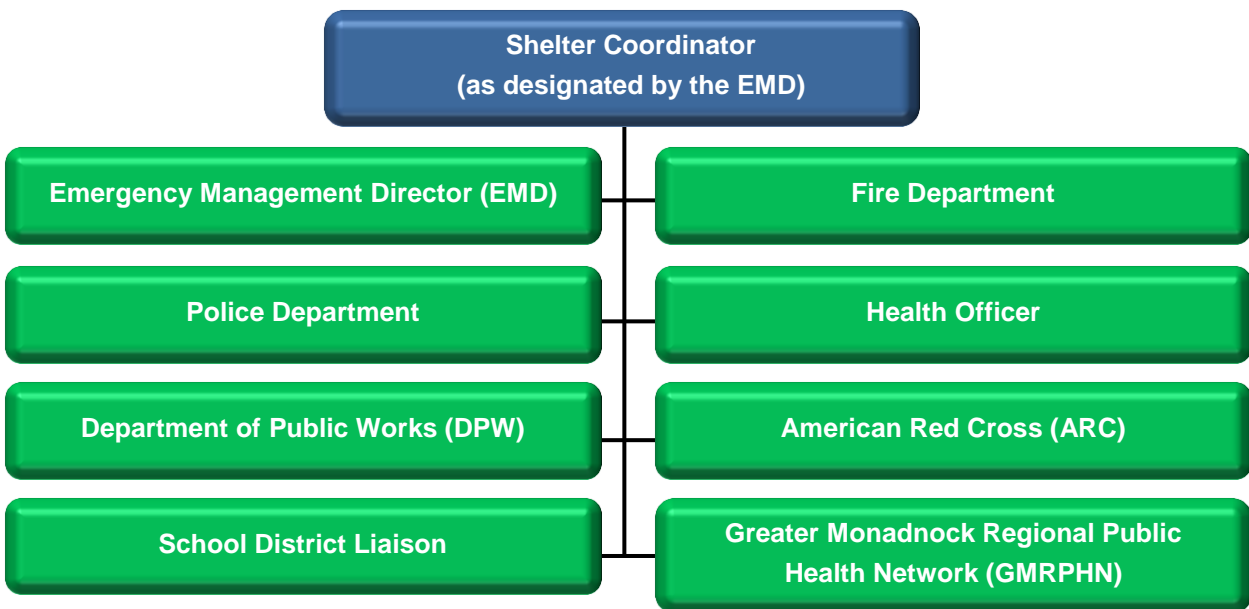 Shelter Coordinator
(as designated by the EMD)
Emergency Management Director (EMD)
Fire Department
Police Department
Health Officer
Department of Public Works (DPW)
American Red Cross (ARC)
School District Liaison
Greater Monadnock Regional Public
Health Network (GMRPHN)